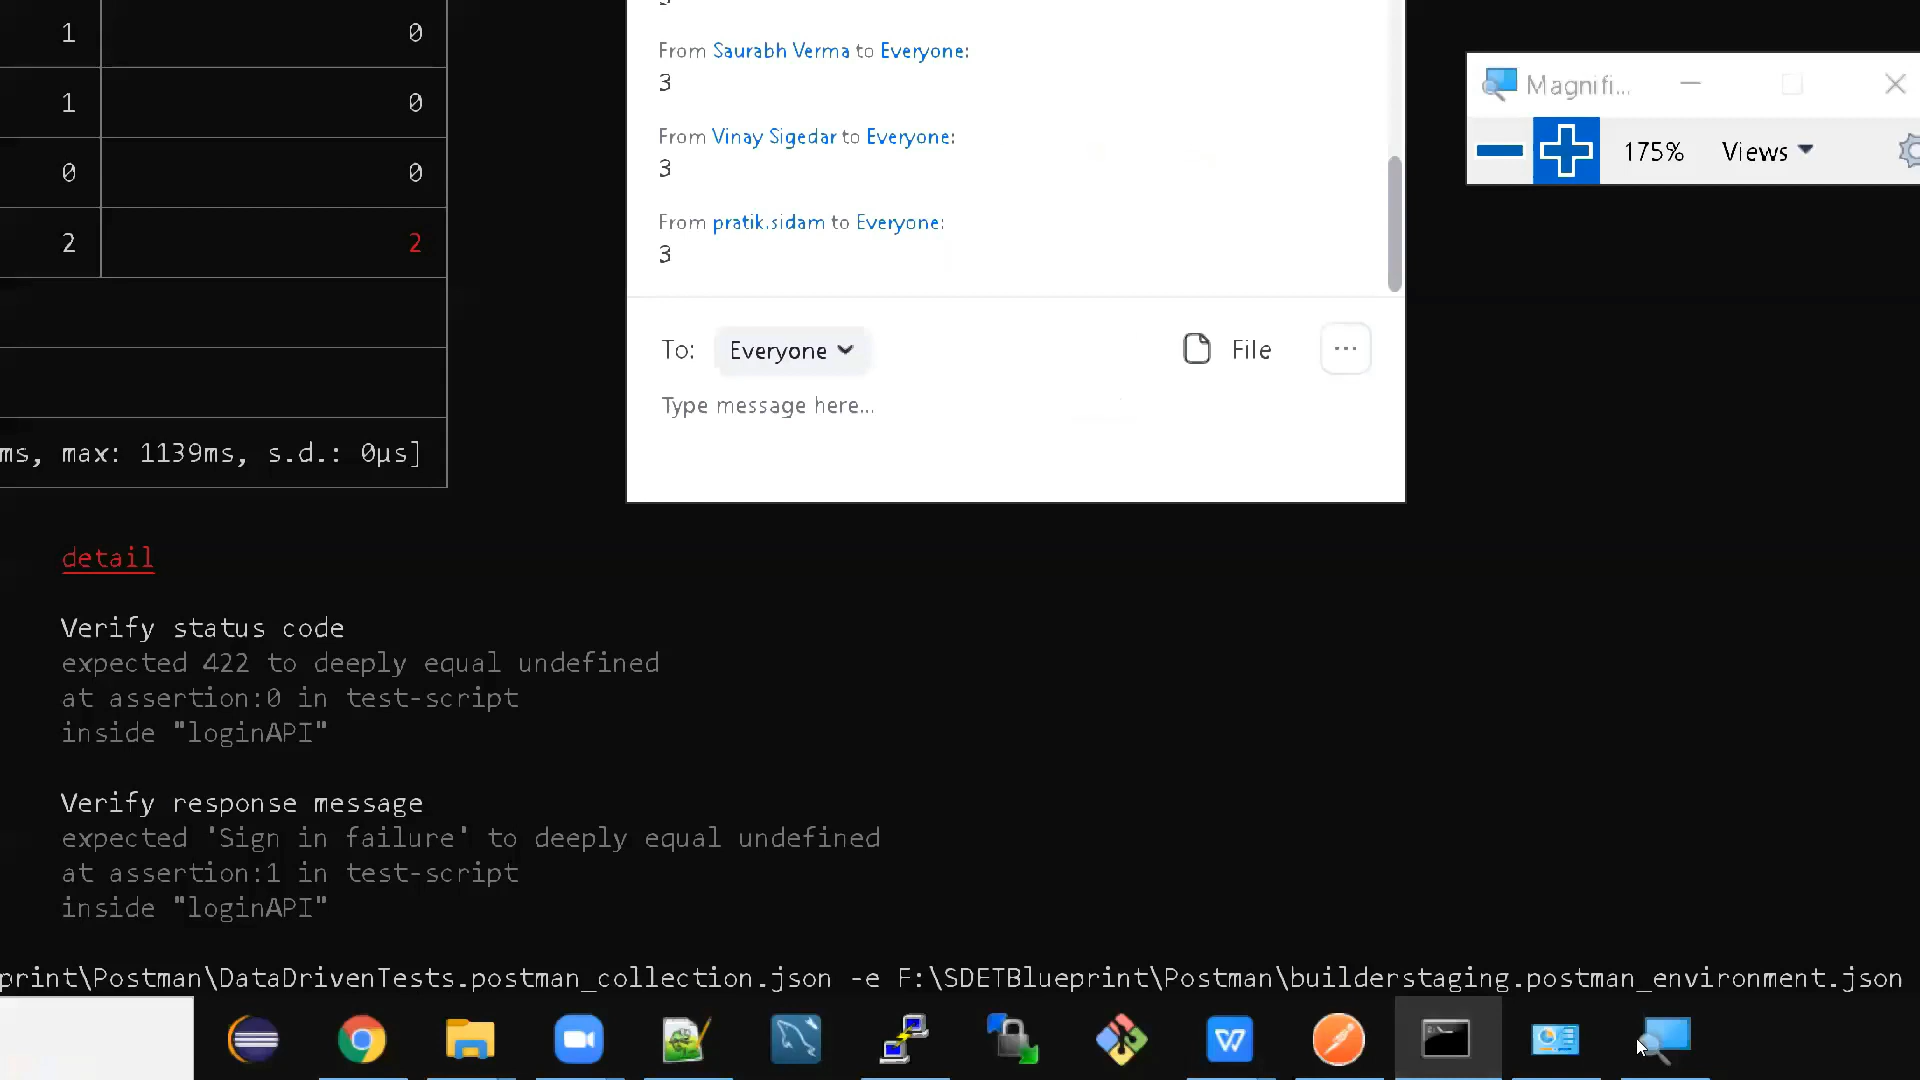 1 0
1 0
0 0
2 2
ms, max: 1139ms, s.d.: 0µs]
From Saurabh Verma to Everyone:
3
From Vinay Sigedar to Everyone:
3
From pratik.sidam to Everyone:
3
To: Everyone File ...
Type message here...
Magnifi...
175% Views
detail
Verify status code
expected 422 to deeply equal undefined
at assertion:0 in test-script
inside "loginAPI"
Verify response message
expected 'Sign in failure' to deeply equal undefined
at assertion:1 in test-script
inside "loginAPI"
print\Postman\DataDrivenTests.postman_collection.json -e F:\SDETBlueprint\Postman\builderstaging.postman_environment.json